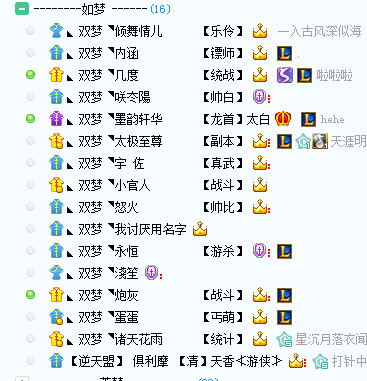 --------如梦 ------(16)
双梦◥倾舞情儿 【乐伶】 一入古风深似海
双梦◥内涵 【镖师】 .
双梦◥几度 【统战】 啦啦啦
双梦◥咲冭陽 【帅白】
双梦◥墨韵轩华 【龙首】太白 hehe
双梦◥太极至尊 【副本】 天涯明
双梦◥宇 佐 【真武】
双梦◥小官人 【战斗】
双梦◥怒火 【帅比】
双梦◥我讨厌用名字
双梦◥永恒 【游杀】
双梦◥淺笙
双梦◥炮灰 【战斗】
双梦◥蛋蛋 【丐萌】
双梦◥诸天花雨 【统计】 星沉月落衣闻
【逆天盟】 俱利摩 【清】天香≮游侠≯ 打针中